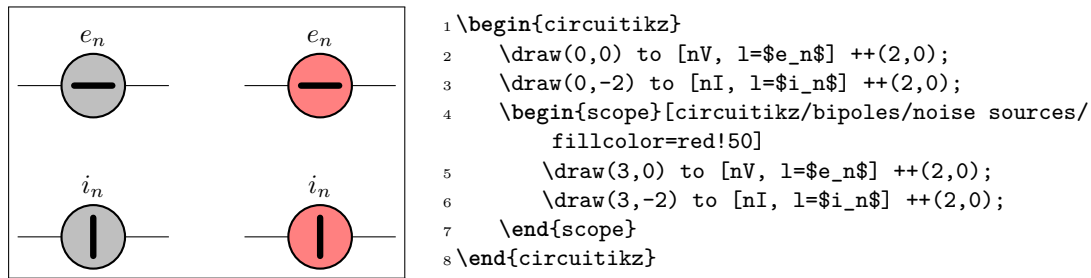 e_n e_n
i_n i_n
1 \begin{circuitikz}
2 \draw(0,0) to [nV, l=$e_n$] ++(2,0);
3 \draw(0,-2) to [nI, l=$i_n$] ++(2,0);
4 \begin{scope}[circuitikz/bipoles/noise sources/
fillcolor=red!50]
5 \draw(3,0) to [nV, l=$e_n$] ++(2,0);
6 \draw(3,-2) to [nI, l=$i_n$] ++(2,0);
7 \end{scope}
8 \end{circuitikz}